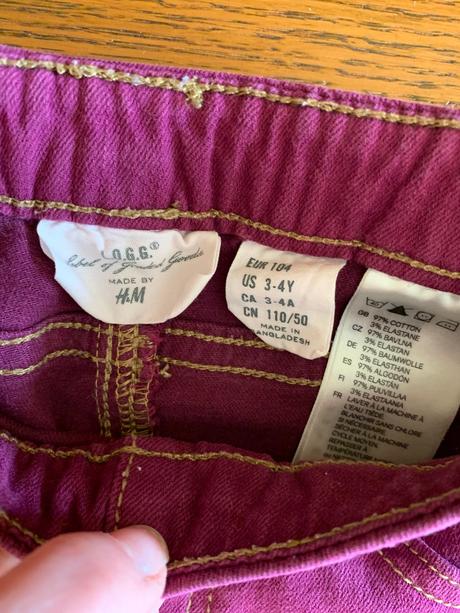 L.O.G.G.®
label of Graded Goods
MADE BY
H&M
EUR 104
US 3-4Y
CA 3-4A
CN 110/50
MADE IN
BANGLADESH
GB 97% COTTON
3% ELASTANE
CZ 97% BAVLNA
3% ELASTAN
DE 97% BAUMWOLLE
3% ELASTHAN
ES 97% ALGODÓN
3% ELASTÁN
FI 97% PUUVILLAA
3% ELASTAANIA
FR LAVER À LA MACHINE À
L'EAU TIÈDE.
BLANCHIR SANS CHLORE
SI NÉCESSAIRE.
SÉCHER À LA MACHINE
CYCLE MOYEN.
REPASSER À
TEMPÉRATURE